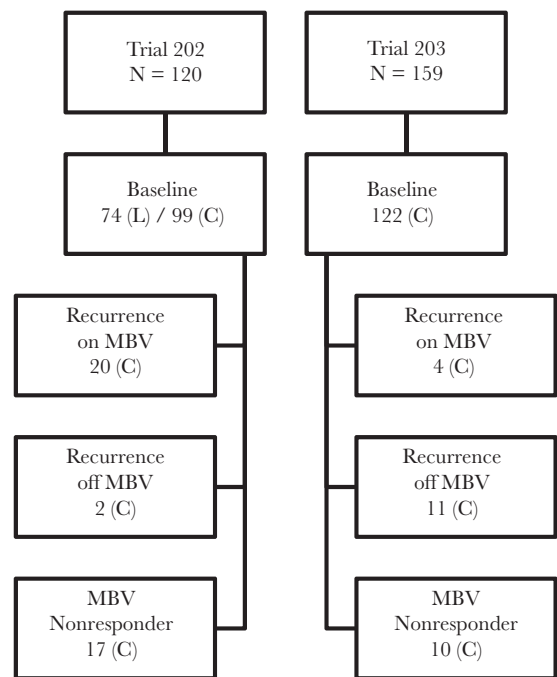 Trial 202
N = 120
Trial 203
N = 159
Baseline
74 (L) / 99 (C)
Baseline
122 (C)
Recurrence
on MBV
20 (C)
Recurrence
on MBV
4 (C)
Recurrence
off MBV
2 (C)
Recurrence
off MBV
11 (C)
MBV
Nonresponder
17 (C)
MBV
Nonresponder
10 (C)